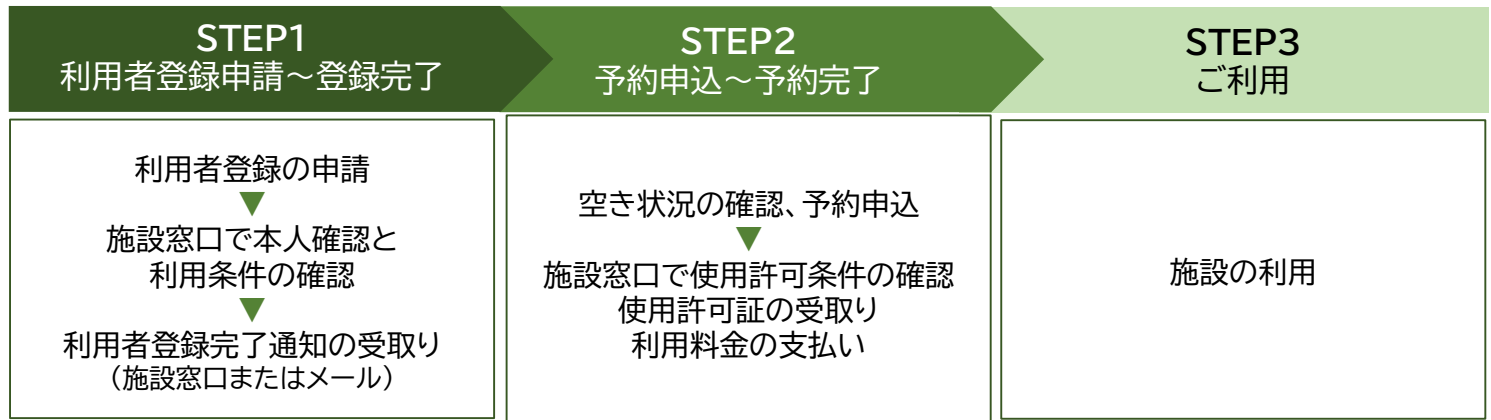 STEP1
利用者登録申請～登録完了
STEP2
予約申込～予約完了
STEP3
ご利用
利用者登録の申請
施設窓口で本人確認と
利用条件の確認
利用者登録完了通知の受取り
(施設窓口またはメール)
空き状況の確認、予約申込
施設窓口で使用許可条件の確認
使用許可証の受取り
利用料金の支払い
施設の利用